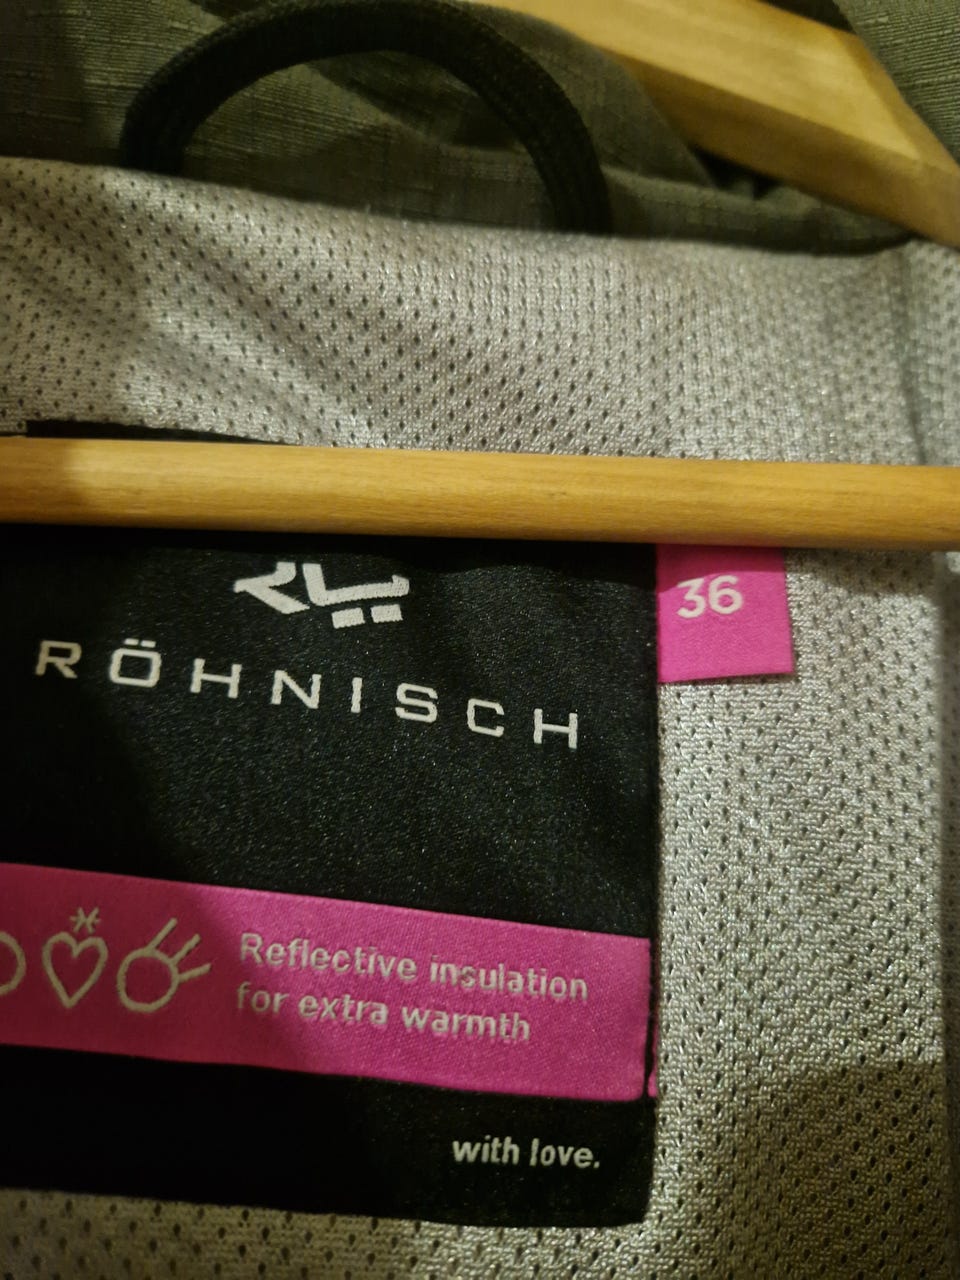 36
RÖHNISCH
Reflective insulation
for extra warmth
with love.